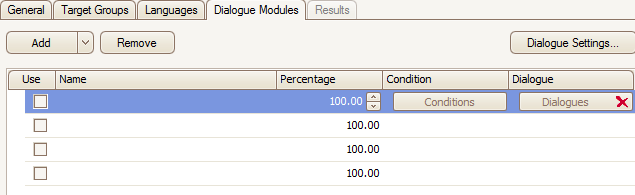 General Target Groups Languages Dialogue Modules Results
Add Remove Dialogue Settings...
Use Name Percentage Condition Dialogue
100.00 Conditions Dialogues
100.00
100.00
100.00